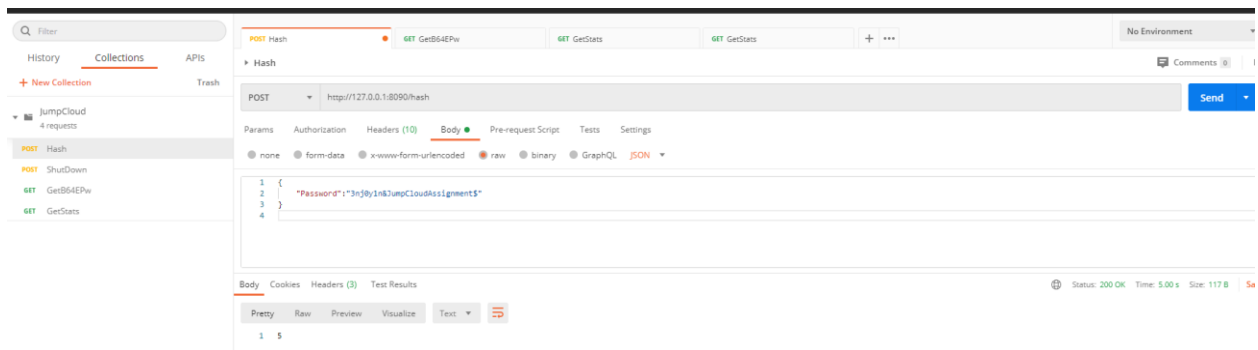 Filter
History Collections APIs
+ New Collection Trash
JumpCloud
4 requests
POST Hash
POST ShutDown
GET GetB64EPw
GET GetStats
POST Hash GET GetB64EPw GET GetStats GET GetStats + ••• No Environment
Hash Comments 0
POST http://127.0.0.1:8090/hash Send
Params Authorization Headers (10) Body Pre-request Script Tests Settings
none form-data x-www-form-urlencoded raw binary GraphQL JSON
1 {
2 "Password":"3nj0y1n&JumpCloudAssignment$"
3 }
4
Body Cookies Headers (3) Test Results Status: 200 OK Time: 5.00 s Size: 117 B Sa
Pretty Raw Preview Visualize Text
1 5